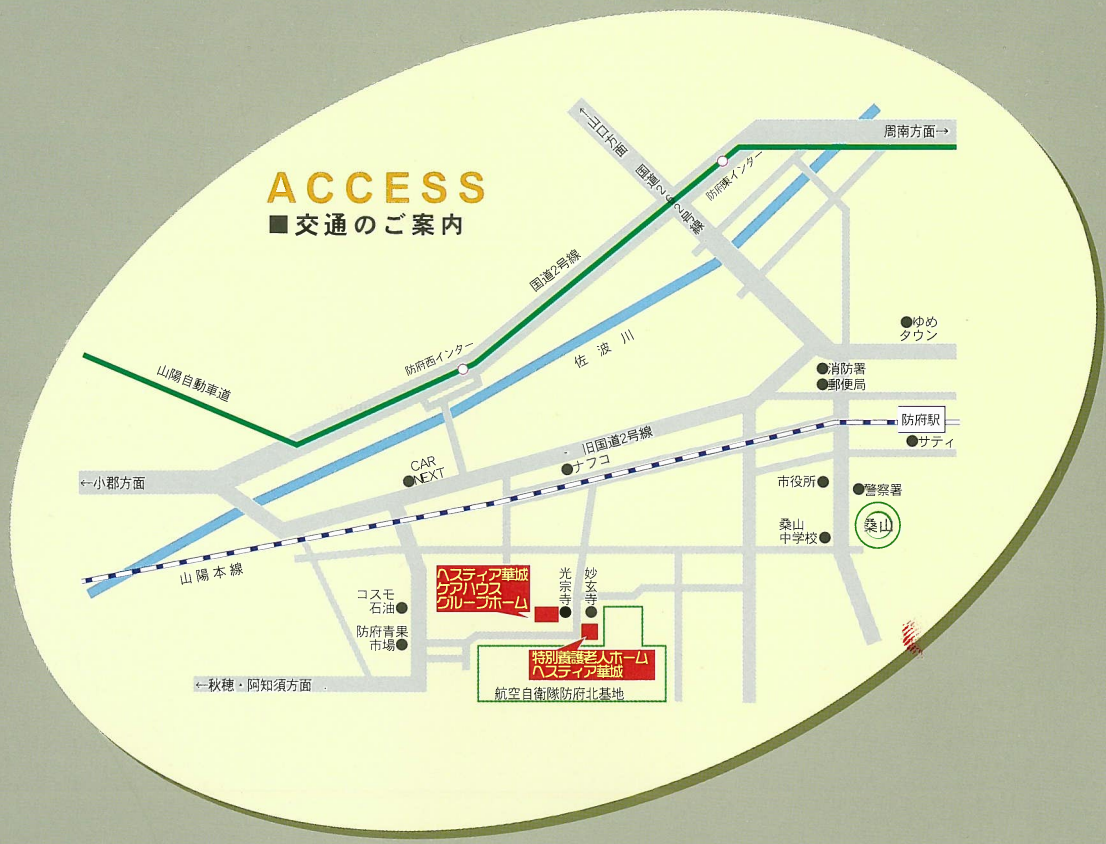 ACCESS
■交通のご案内
↑山口方面
国道262号線
周南方面→
防府東インター
国道2号線
佐波川
防府西インター
山陽自動車道
←小郡方面
ゆめ
タウン
消防署
郵便局
防府駅
サティ
旧国道2号線
ナフコ
CAR
NEXT
市役所
警察署
桑山
桑山
中学校
山陽本線
コスモ
石油
防府青果
市場
ヘスティア華城
ケアハウス
グループホーム
光宗寺
妙玄寺
特別養護老人ホーム
ヘスティア華城
航空自衛隊防府北基地
←秋穂・阿知須方面